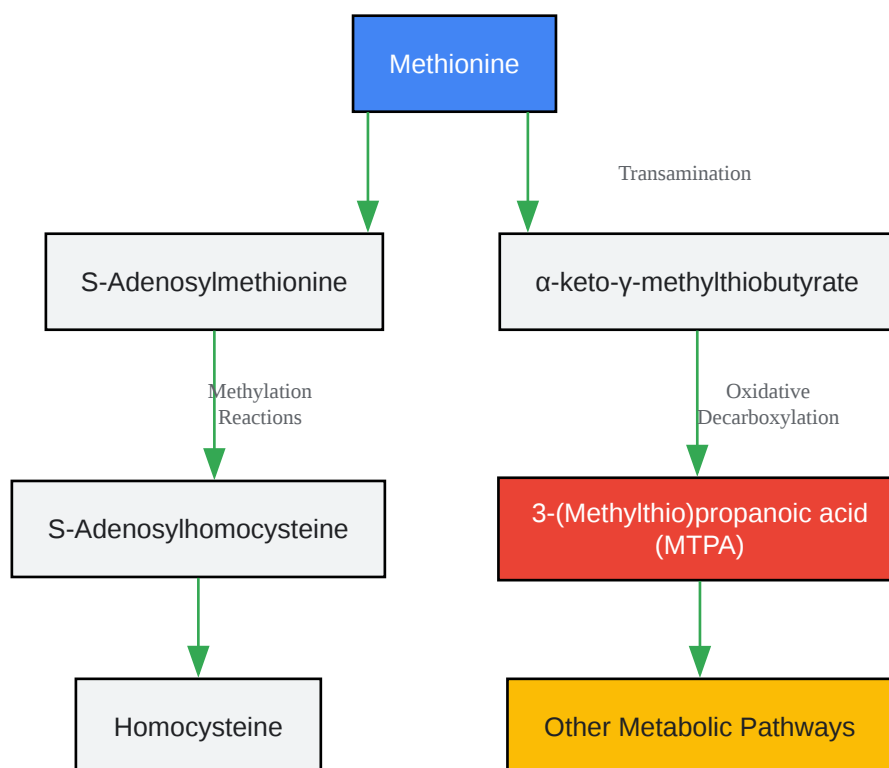 Methionine
Transamination
S-Adenosylmethionine
α-keto-γ-methylthiobutyrate
Methylation
Reactions
Oxidative
Decarboxylation
S-Adenosylhomocysteine
3-(Methylthio)propanoic acid
(MTPA)
Homocysteine
Other Metabolic Pathways